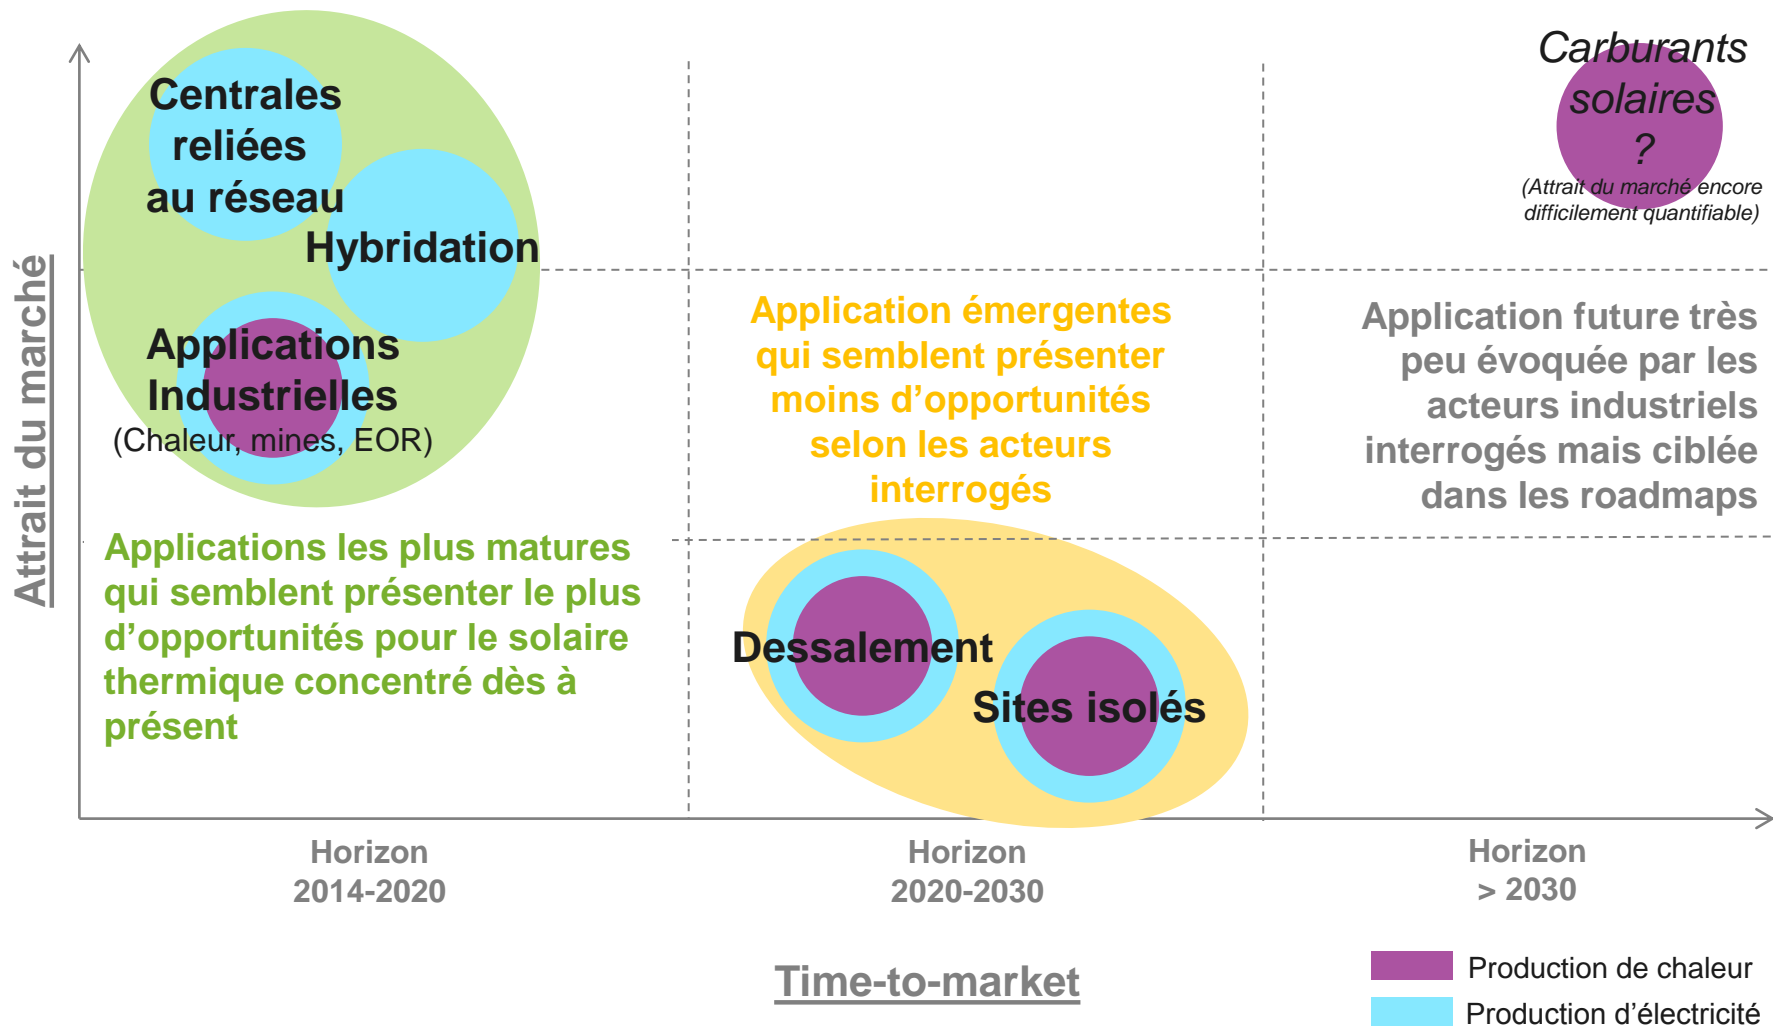 Attrait du marché
Centrales
reliées
au réseau
Hybridation
Applications
Industrielles
(Chaleur, mines, EOR)
Applications les plus matures
qui semblent présenter le plus
d’opportunités pour le solaire
thermique concentré dès à
présent
Application émergentes
qui semblent présenter
moins d’opportunités
selon les acteurs
interrogés
Dessalement
Sites isolés
Carburants
solaires
?
(Attrait du marché encore
difficilement quantifiable)
Application future très
peu évoquée par les
acteurs industriels
interrogés mais ciblée
dans les roadmaps
Horizon
2014-2020
Horizon
2020-2030
Horizon
> 2030
Time-to-market
Production de chaleur
Production d’électricité